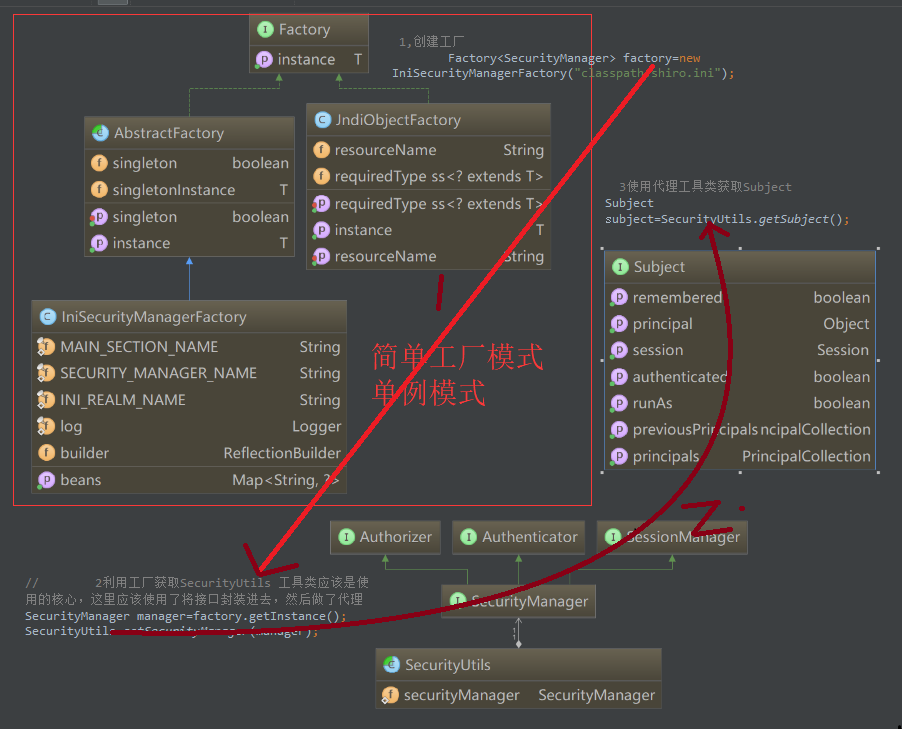 Factory
instance T
1,创建工厂
Factory<SecurityManager> factory=new
IniSecurityManagerFactory("classpath:shiro.ini");
AbstractFactory
singleton boolean
singletonInstance T
singleton boolean
instance T
JndiObjectFactory
resourceName String
requiredType ss<? extends T>
requiredType ss<? extends T>
instance T
resourceName String
3使用代理工具类获取Subject
Subject
subject=SecurityUtils.getSubject();
Subject
remembered boolean
principal Object
session Session
authenticated boolean
runAs boolean
previousPrincipals ncipalCollection
principals PrincipalCollection
IniSecurityManagerFactory
MAIN_SECTION_NAME String
SECURITY_MANAGER_NAME String
INI_REALM_NAME String
log Logger
builder ReflectionBuilder
beans Map<String, ?>
1
简单工厂模式
单例模式
2.
Authorizer
Authenticator
SessionManager
SecurityManager
1
SecurityUtils
securityManager SecurityManager
// 2利用工厂获取SecurityUtils 工具类应该是使
用的核心，这里应该使用了将接口封装进去，然后做了代理
SecurityManager manager=factory.getInstance();
SecurityUtils.setSecurityManager(manager);